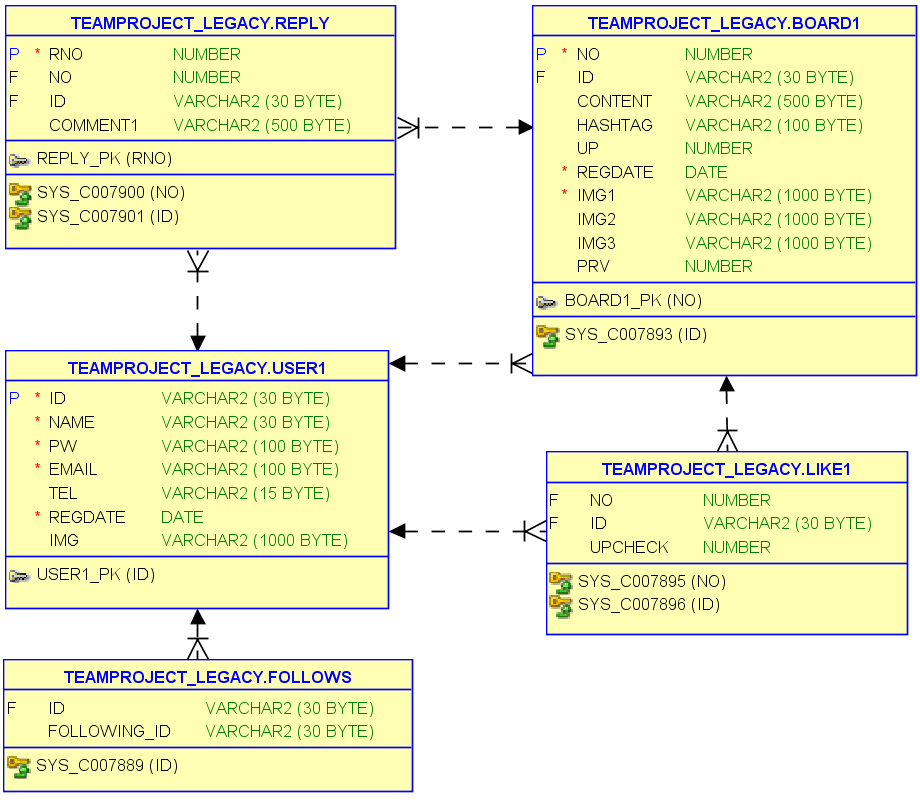 TEAMPROJECT_LEGACY.REPLY
P * RNO NUMBER
F NO NUMBER
F ID VARCHAR2 (30 BYTE)
COMMENT1 VARCHAR2 (500 BYTE)
REPLY_PK (RNO)
SYS_C007900 (NO)
SYS_C007901 (ID)
TEAMPROJECT_LEGACY.BOARD1
P * NO NUMBER
F ID VARCHAR2 (30 BYTE)
CONTENT VARCHAR2 (500 BYTE)
HASHTAG VARCHAR2 (100 BYTE)
UP NUMBER
* REGDATE DATE
* IMG1 VARCHAR2 (1000 BYTE)
IMG2 VARCHAR2 (1000 BYTE)
IMG3 VARCHAR2 (1000 BYTE)
PRV NUMBER
BOARD1_PK (NO)
SYS_C007893 (ID)
TEAMPROJECT_LEGACY.USER1
P * ID VARCHAR2 (30 BYTE)
* NAME VARCHAR2 (30 BYTE)
* PW VARCHAR2 (100 BYTE)
* EMAIL VARCHAR2 (100 BYTE)
TEL VARCHAR2 (15 BYTE)
* REGDATE DATE
IMG VARCHAR2 (1000 BYTE)
USER1_PK (ID)
TEAMPROJECT_LEGACY.LIKE1
F NO NUMBER
F ID VARCHAR2 (30 BYTE)
UPCHECK NUMBER
SYS_C007895 (NO)
SYS_C007896 (ID)
TEAMPROJECT_LEGACY.FOLLOWS
F ID VARCHAR2 (30 BYTE)
FOLLOWING_ID VARCHAR2 (30 BYTE)
SYS_C007889 (ID)